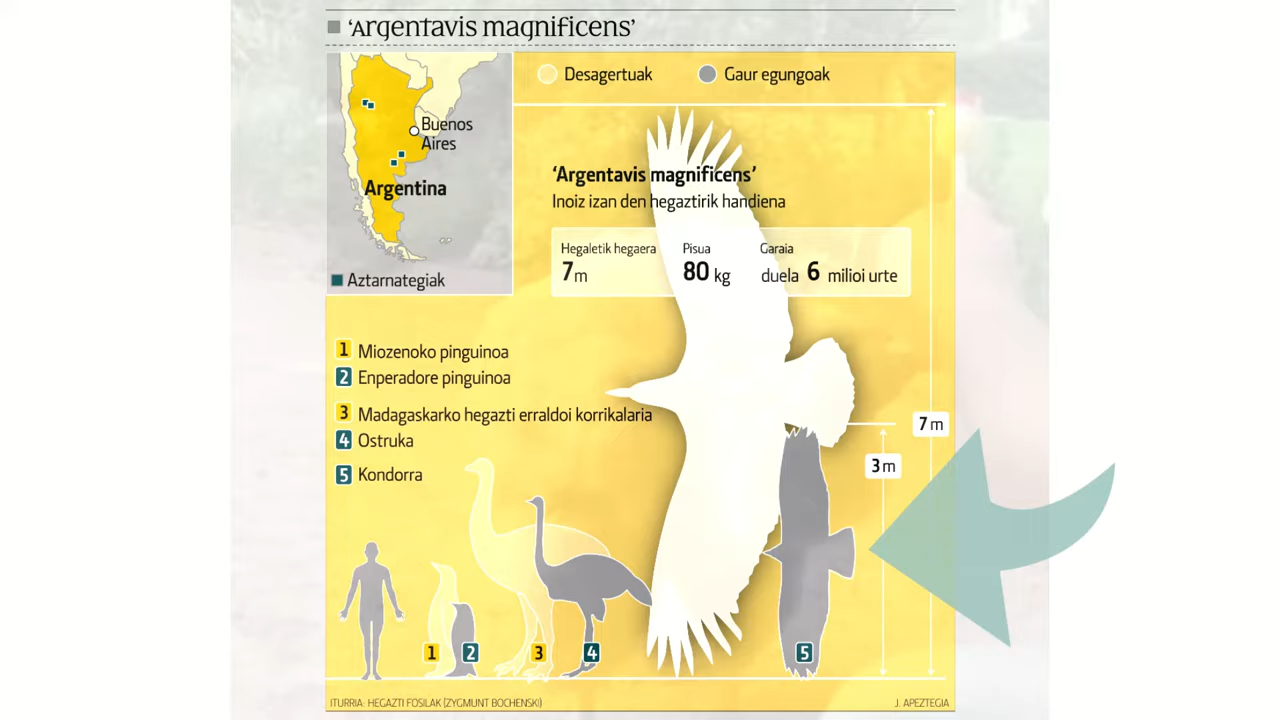 ‘Argentavis magnificens’
Desagertuak
Gaur egungoak
Buenos
Aires
Argentina
Aztarnategiak
‘Argentavis magnificens’
Inoiz izan den hegaztirik handiena
Hegaletik hegaera
7 m
Pisua
80 kg
Garaia
duela 6 milioi urte
1 Miozenoko pinguinoa
2 Enperadore pinguinoa
3 Madagaskarko hegazti erraldoi korrikalaria
4 Ostruka
5 Kondorra
7 m
3 m
1
2
3
4
5
ITURRIA: HEGAZTI FOSILAK (ZYGMUNT BOCHENSKI)
J. APEZTEGIA